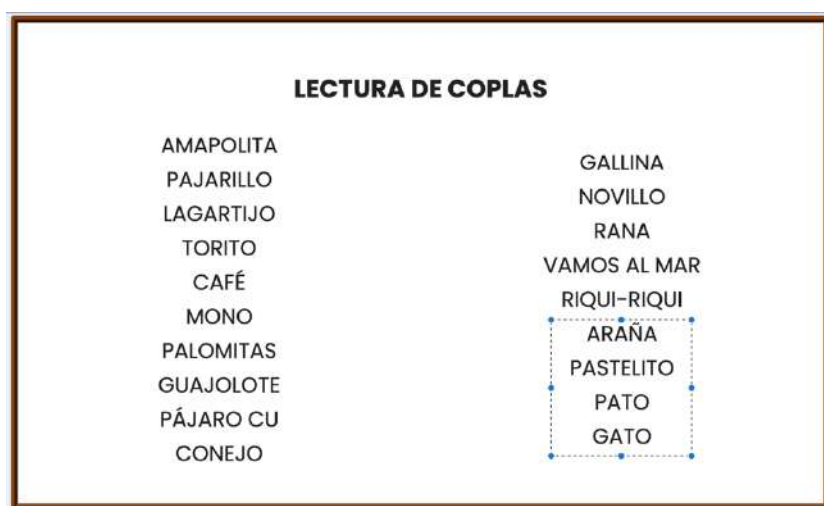 LECTURA DE COPLAS
AMAPOLITA
PAJARILLO
LAGARTIJO
TORITO
CAFÉ
MONO
PALOMITAS
GUAJOLOTE
PÁJARO CU
CONEJO
GALLINA
NOVILLO
RANA
VAMOS AL MAR
RIQUI-RIQUI
ARAÑA
PASTELITO
PATO
GATO